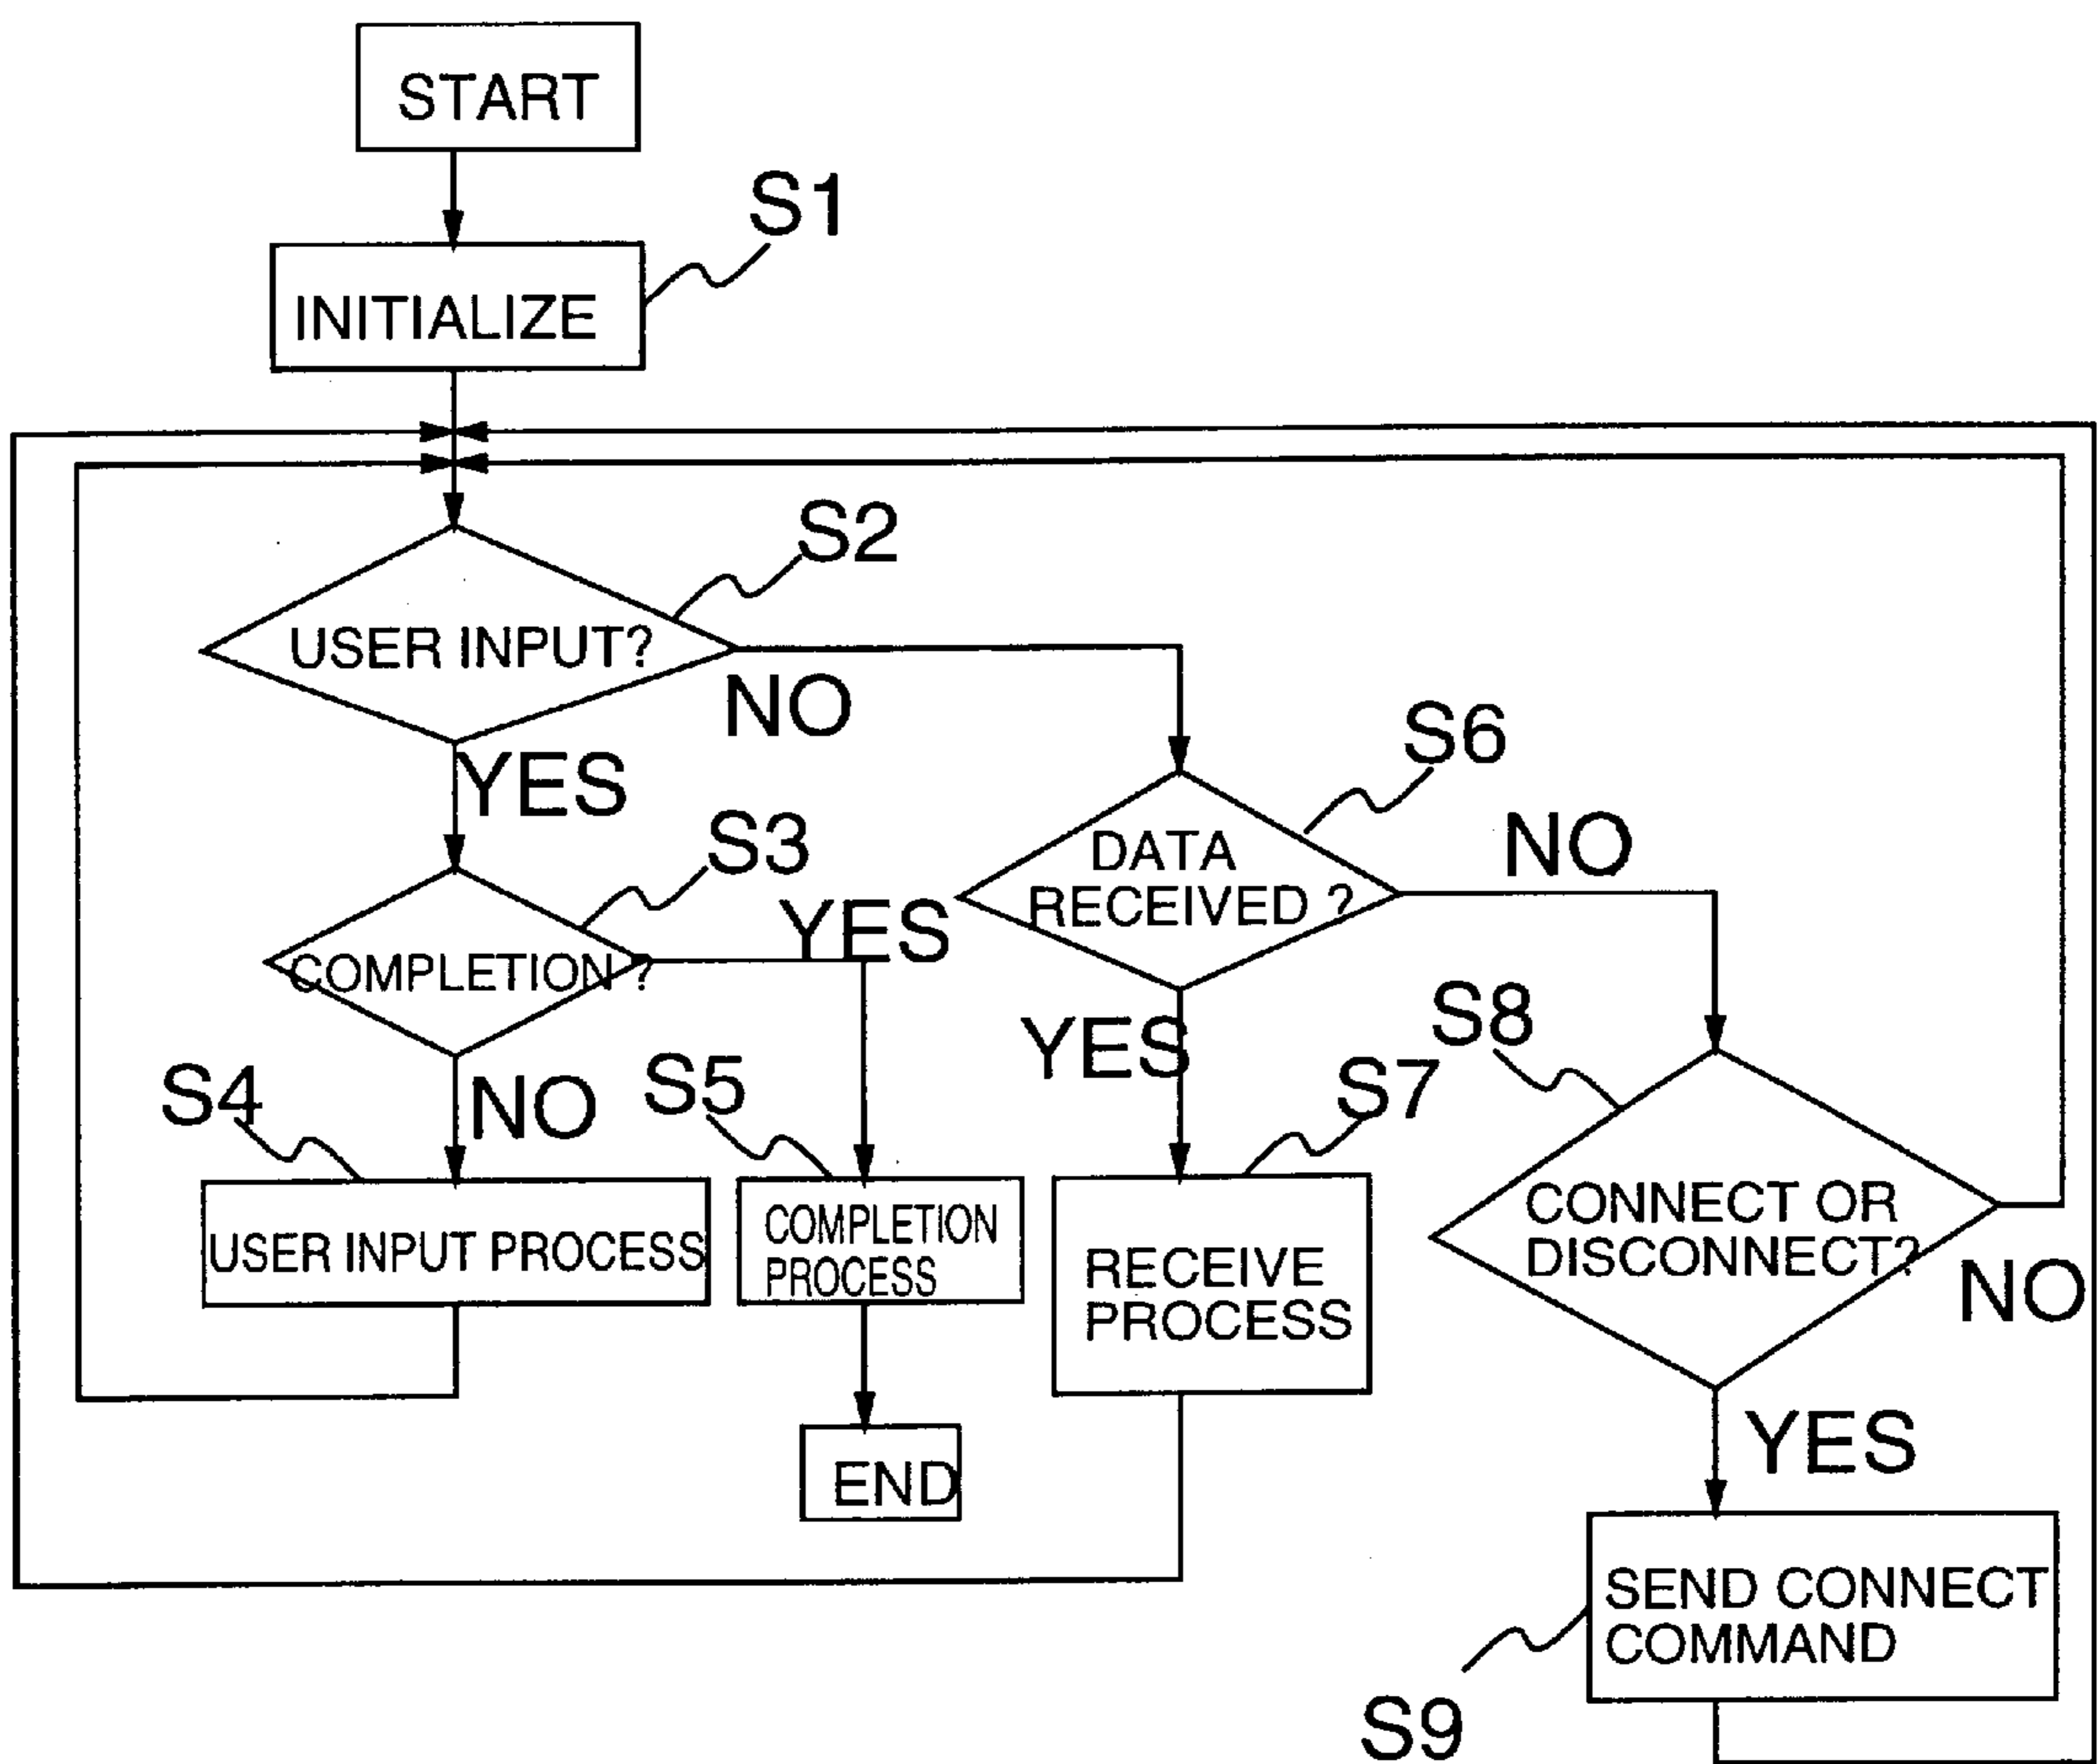 START
S1
INITIALIZE
S2
USER INPUT?
NO
YES
S6
S3
DATA
RECEIVED ?
NO
YES
COMPLETION ?
S8
YES
S4
NO
S5
S7
USER INPUT PROCESS
COMPLETION
PROCESS
RECEIVE
PROCESS
CONNECT OR
DISCONNECT?
NO
END
YES
SEND CONNECT
COMMAND
S9